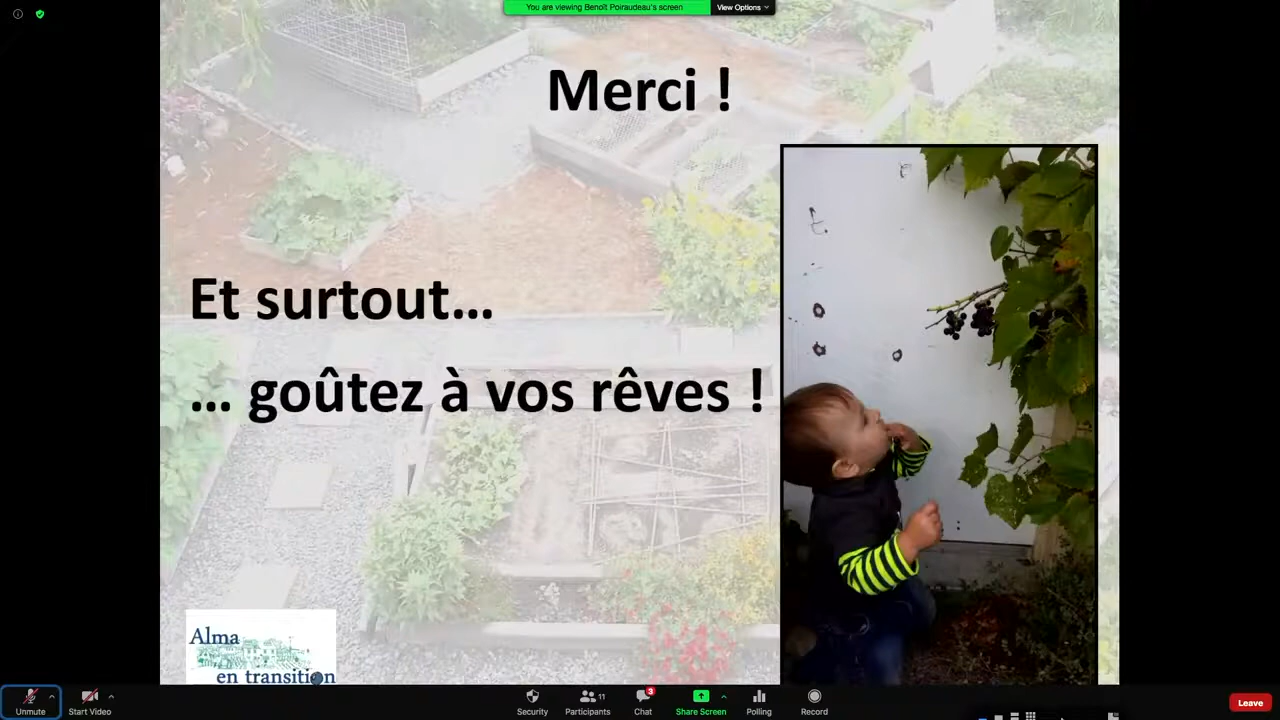 You are viewing Benoît Poiraudeau's screen
View Options
Merci !
Et surtout...
... goûtez à vos rêves !
Alma
en transition
Unmute
Start Video
Security
Participants
11
Chat
3
Share Screen
Polling
Record
Leave